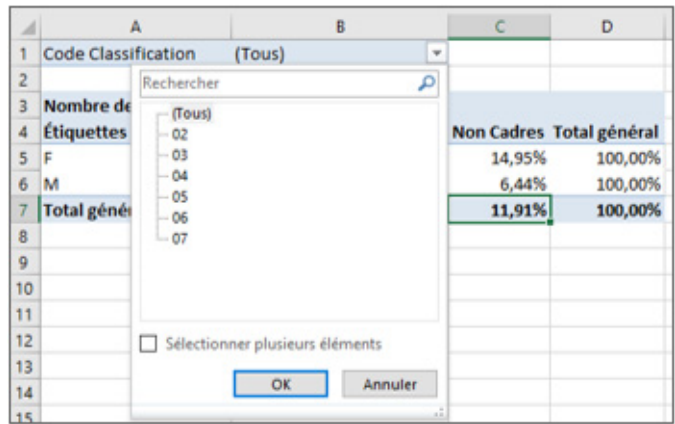 A B C D
1 Code Classification (Tous)
2 Rechercher
3 Nombre de
(Tous)
4 Étiquettes 02 Non Cadres Total général
5 F 03 14,95% 100,00%
04
6 M 6,44% 100,00%
05
7 Total génér 11,91% 100,00%
06
8 07
9
10
11
12 Sélectionner plusieurs éléments
13
14 OK Annuler
15